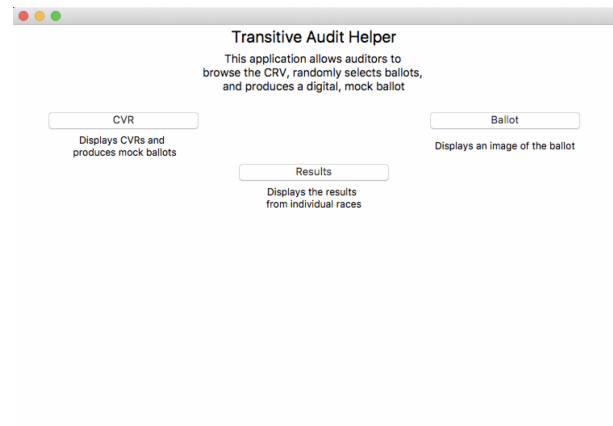 Transitive Audit Helper
This application allows auditors to
browse the CRV, randomly selects ballots,
and produces a digital, mock ballot
CVR
Displays CVRs and
produces mock ballots
Ballot
Displays an image of the ballot
Results
Displays the results
from individual races